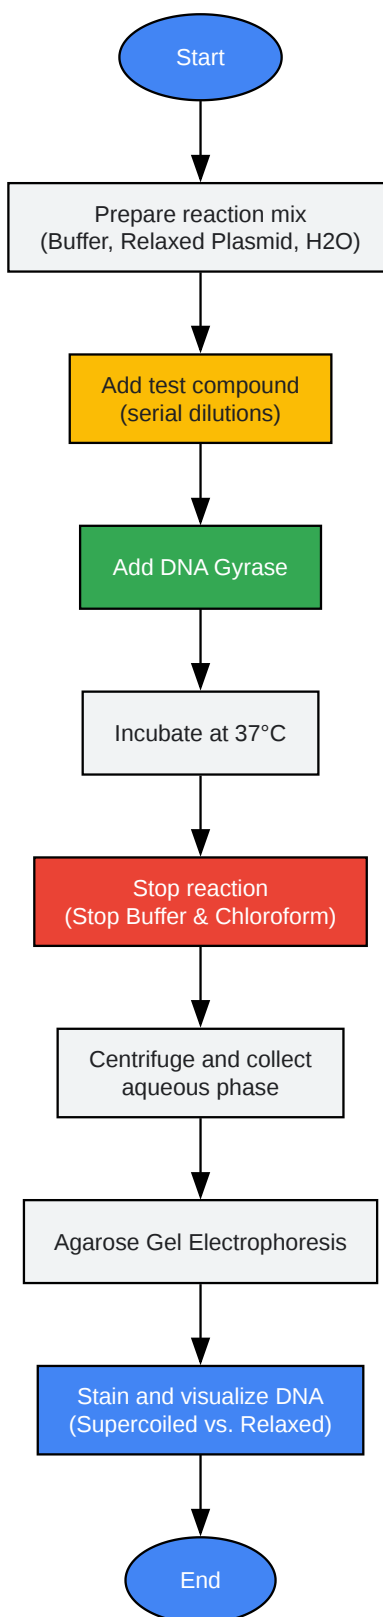 Start
Prepare reaction mix
(Buffer, Relaxed Plasmid, H2O)
Add test compound
(serial dilutions)
Add DNA Gyrase
Incubate at 37°C
Stop reaction
(Stop Buffer & Chloroform)
Centrifuge and collect
aqueous phase
Agarose Gel Electrophoresis
Stain and visualize DNA
(Supercoiled vs. Relaxed)
End